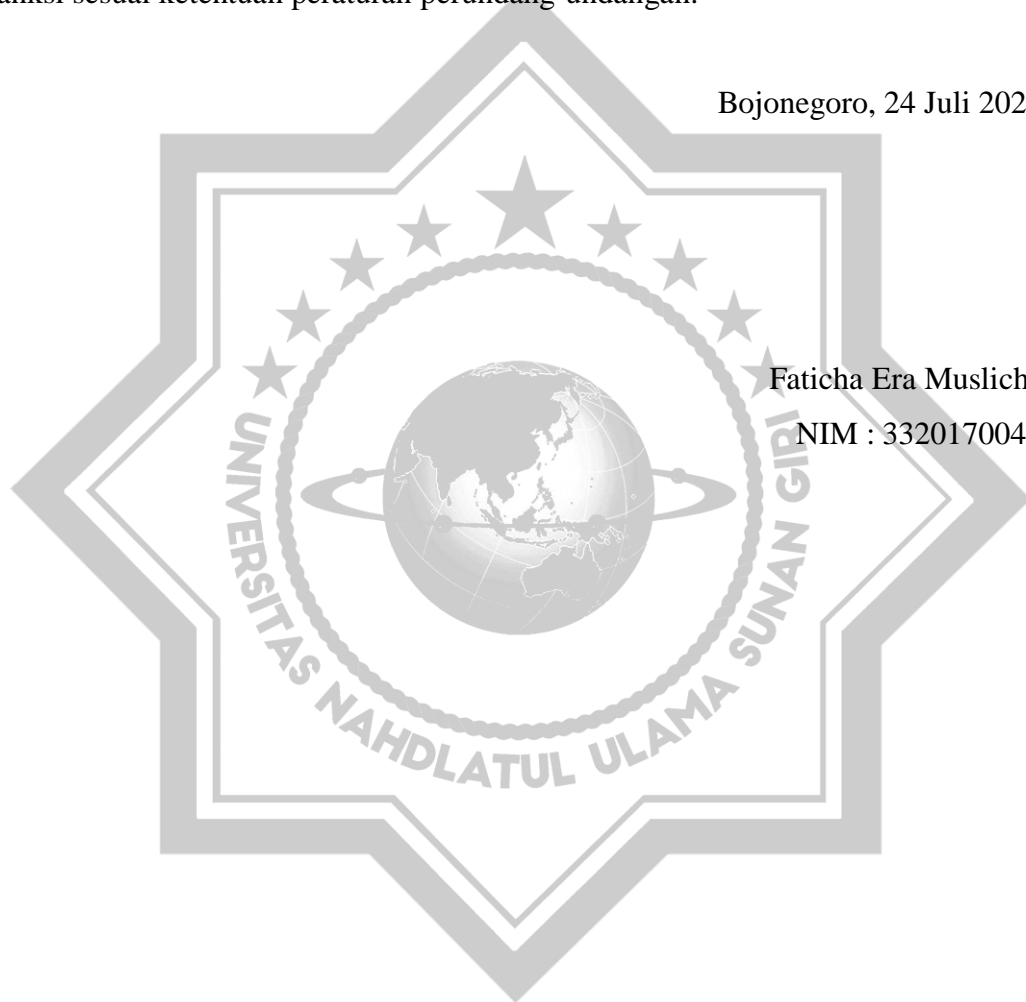 anksi sesuai ketentuan peraturan perundang-undangan.
Bojonegoro, 24 Juli 202
Faticha Era Muslich
NIM : 332017004
UNIVERSITAS NAHDLATUL ULAMA SUNAN GIRI